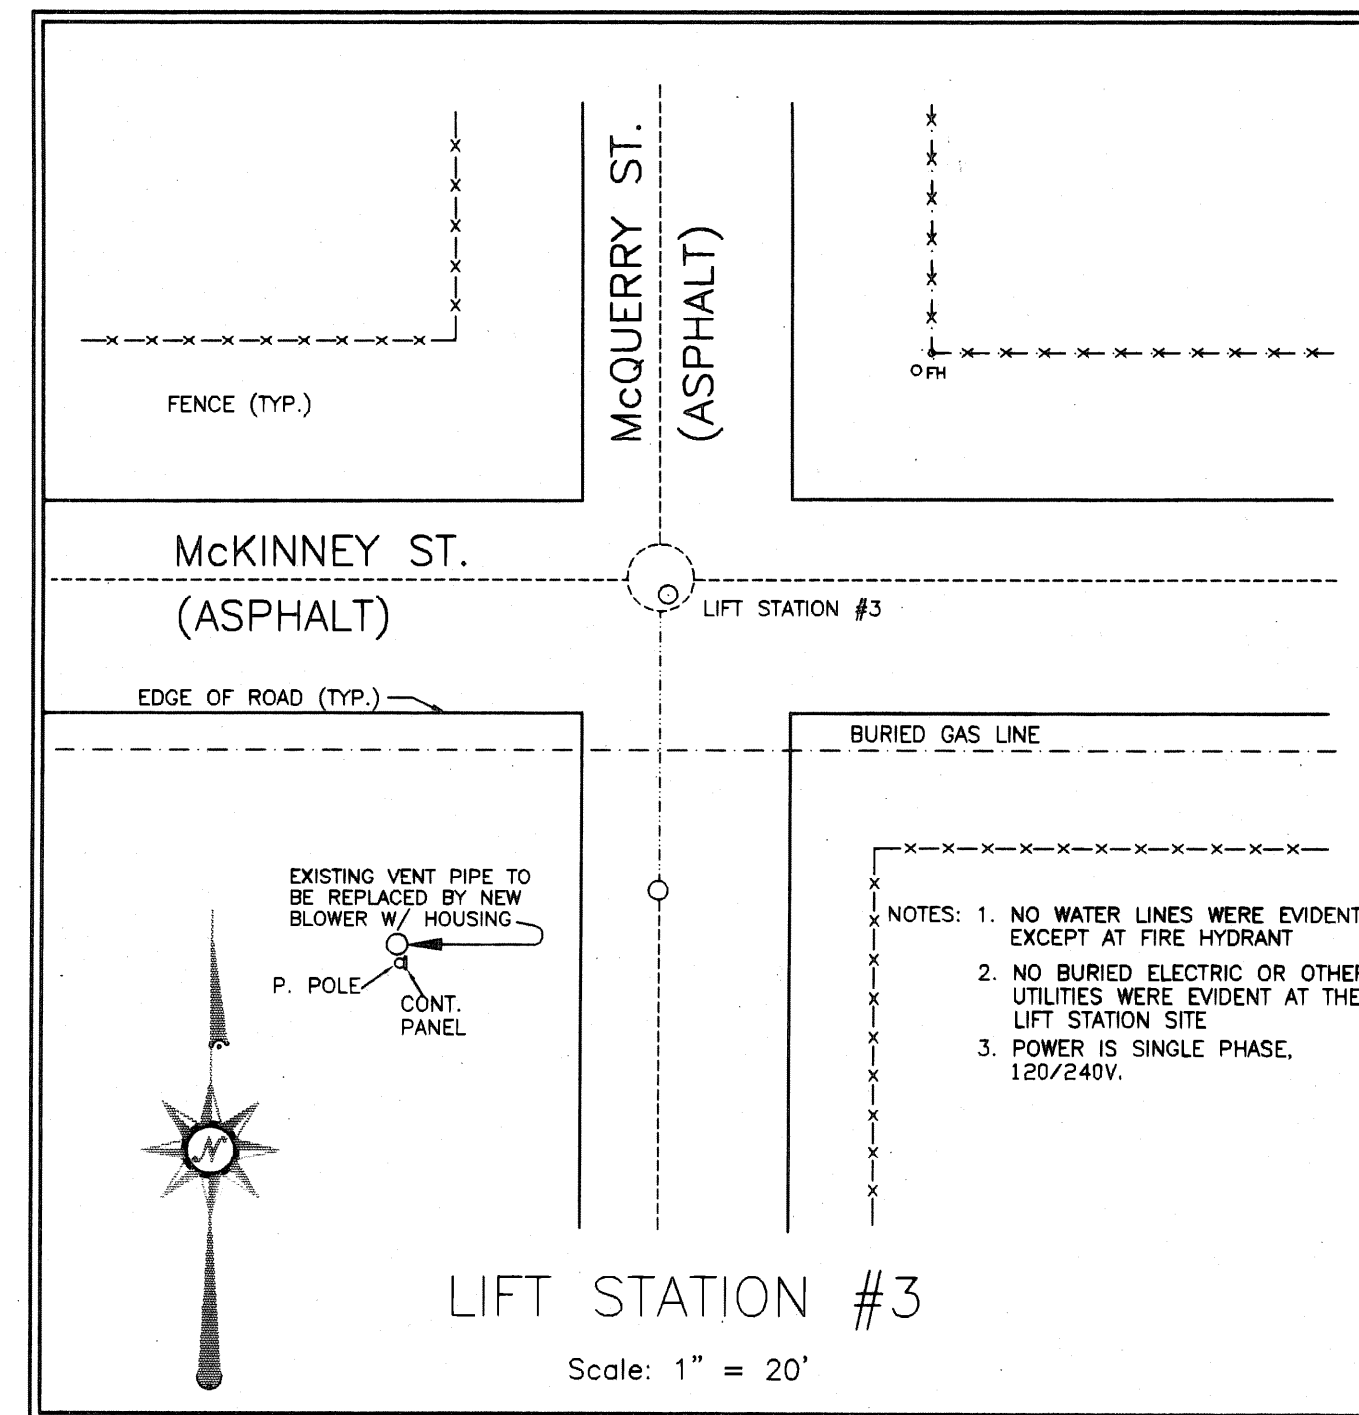 McQUERRY ST.
(ASPHALT)
FENCE (TYP.)
FH
McKINNEY ST.
(ASPHALT)
LIFT STATION #3
EDGE OF ROAD (TYP.)
BURIED GAS LINE
EXISTING VENT PIPE TO
BE REPLACED BY NEW
BLOWER W/ HOUSING
P. POLE
CONT.
PANEL
NOTES: 1. NO WATER LINES WERE EVIDENT
EXCEPT AT FIRE HYDRANT
2. NO BURIED ELECTRIC OR OTHER
UTILITIES WERE EVIDENT AT THE
LIFT STATION SITE
3. POWER IS SINGLE PHASE,
120/240V.
N
LIFT STATION #3
Scale: 1" = 20'